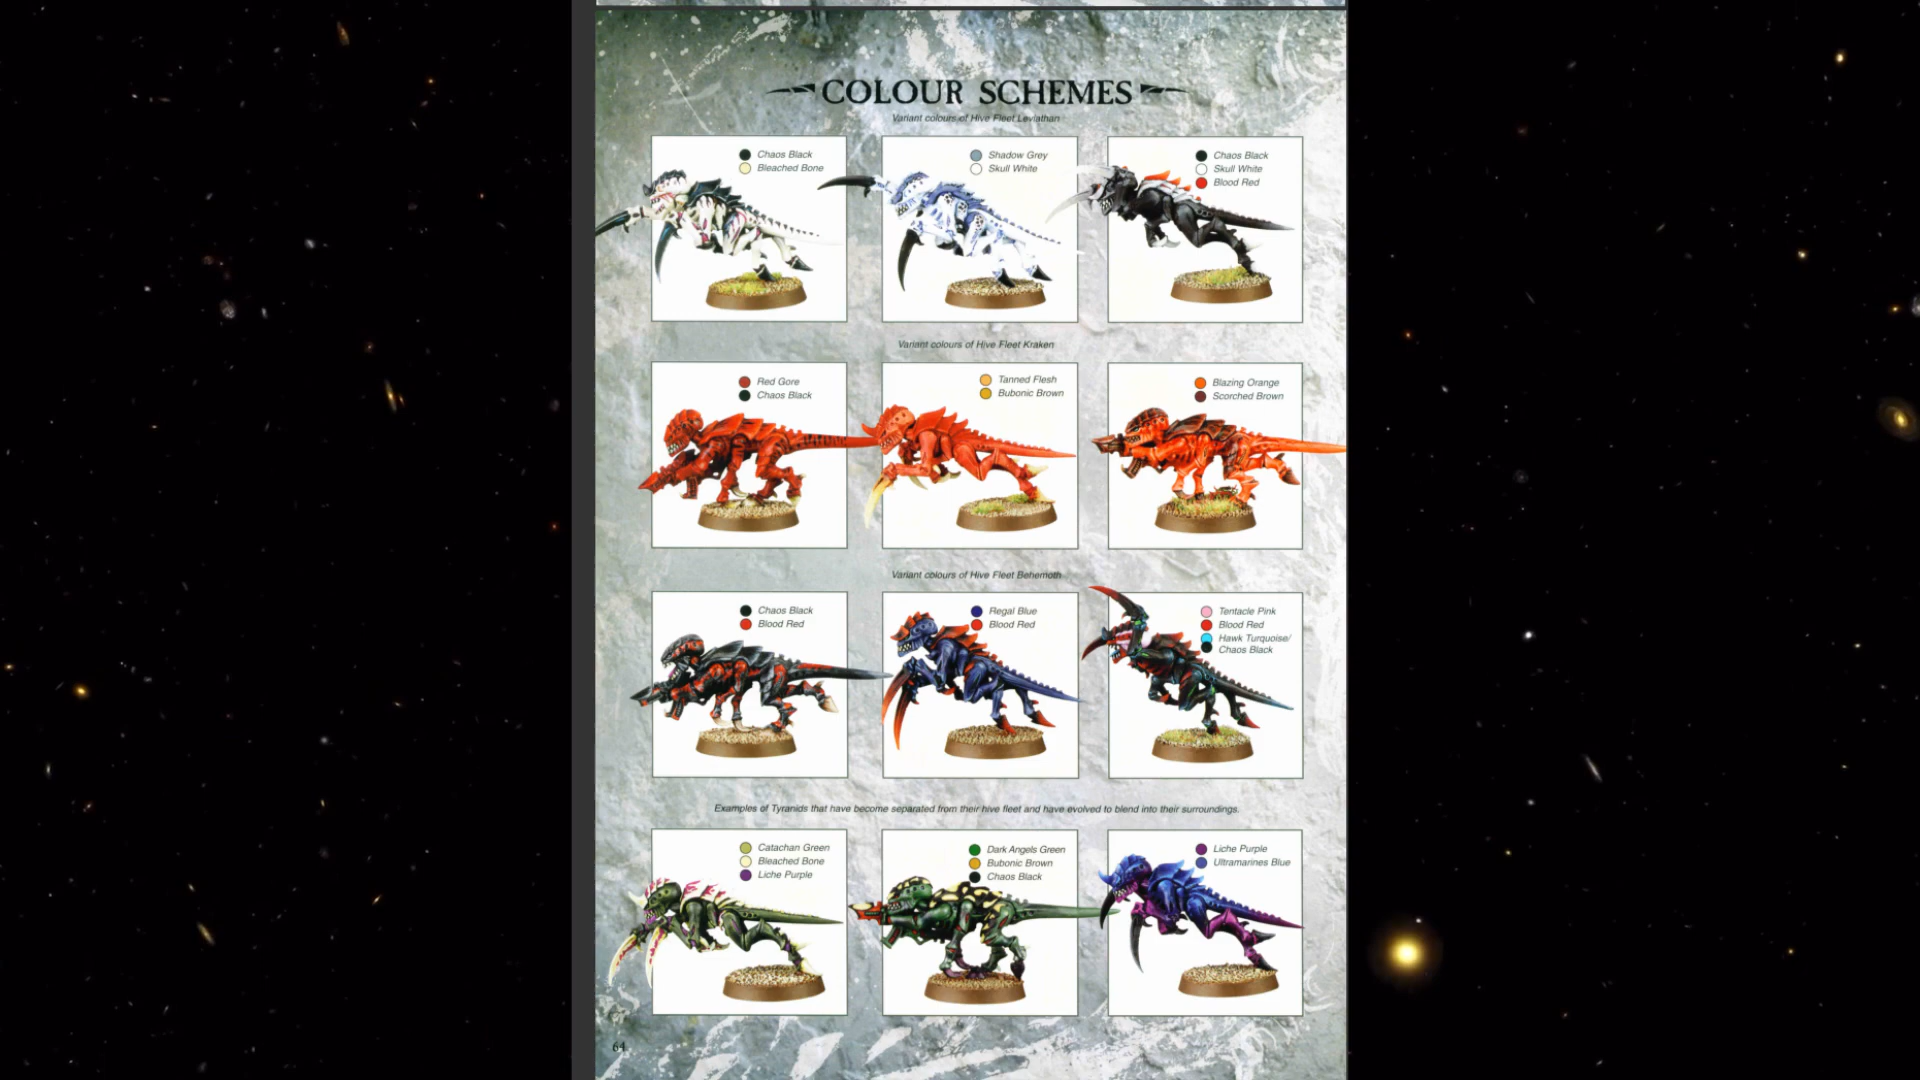 COLOUR SCHEMES
Variant colours of Hive Fleet Leviathan
Chaos Black
Bleached Bone
Shadow Grey
Skull White
Chaos Black
Skull White
Blood Red
Variant colours of Hive Fleet Kraken
Red Gore
Chaos Black
Tanned Flesh
Bubonic Brown
Blazing Orange
Scorched Brown
Variant colours of Hive Fleet Behemoth
Chaos Black
Blood Red
Regal Blue
Blood Red
Tentacle Pink
Blood Red
Hawk Turquoise/
Chaos Black
Examples of Tyranids that have become separated from their hive fleet and have evolved to blend into their surroundings.
Catachan Green
Bleached Bone
Liche Purple
Dark Angels Green
Bubonic Brown
Chaos Black
Liche Purple
Ultramarines Blue
64